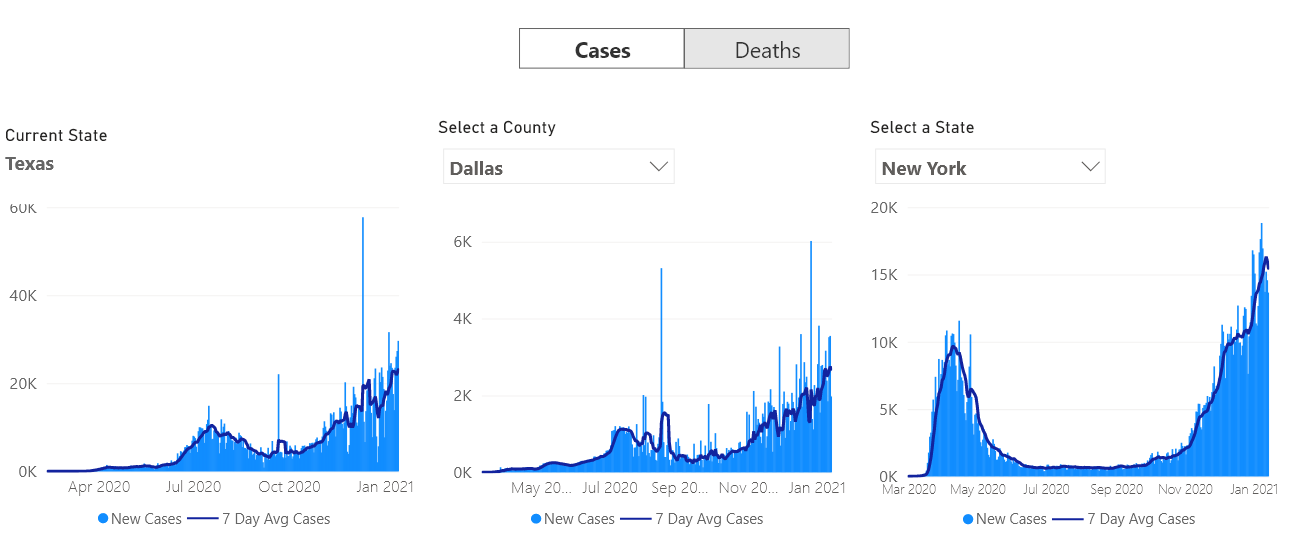 Cases Deaths
Current State
Texas
60K
40K
20K
0K
Apr 2020 Jul 2020 Oct 2020 Jan 2021
New Cases 7 Day Avg Cases
Select a County
Dallas
6K
4K
2K
0K
May 20... Jul 2020 Sep 20... Nov 20... Jan 2021
New Cases 7 Day Avg Cases
Select a State
New York
20K
15K
10K
5K
0K
Mar 2020 May 2020 Jul 2020 Sep 2020 Nov 2020 Jan 2021
New Cases 7 Day Avg Cases